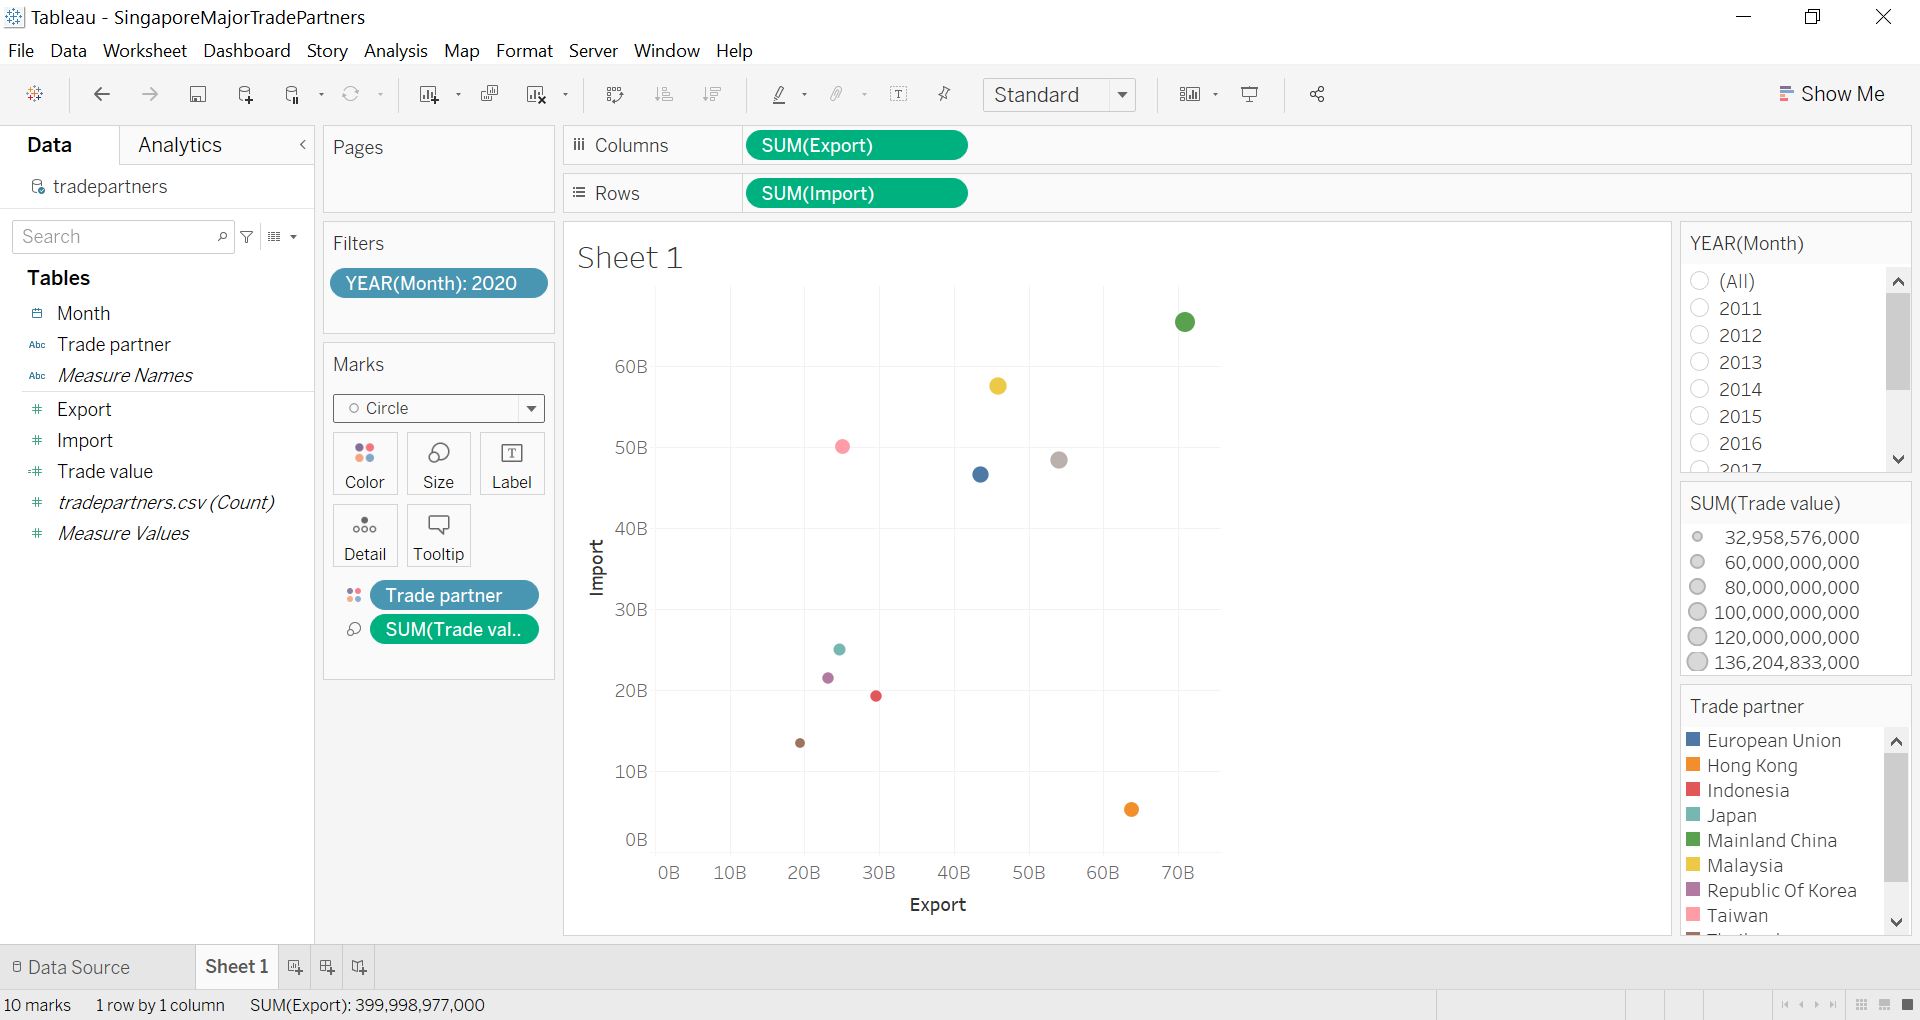 Tableau - SingaporeMajorTradePartners
File Data Worksheet Dashboard Story Analysis Map Format Server Window Help
Standard
Show Me
Data
Analytics
tradepartners
Search
Tables
Month
Abc Trade partner
Abc Measure Names
# Export
# Import
=# Trade value
# tradepartners.csv (Count)
# Measure Values
Pages
Filters
YEAR(Month): 2020
Marks
Circle
Color
Size
Label
Detail
Tooltip
Trade partner
SUM(Trade val..
Columns
SUM(Export)
Rows
SUM(Import)
Sheet 1
60B
50B
40B
30B
20B
10B
0B
Import
0B 10B 20B 30B 40B 50B 60B 70B
Export
YEAR(Month)
(All)
2011
2012
2013
2014
2015
2016
2017
SUM(Trade value)
32,958,576,000
60,000,000,000
80,000,000,000
100,000,000,000
120,000,000,000
136,204,833,000
Trade partner
European Union
Hong Kong
Indonesia
Japan
Mainland China
Malaysia
Republic Of Korea
Taiwan
Data Source
Sheet 1
10 marks 1 row by 1 column SUM(Export): 399,998,977,000